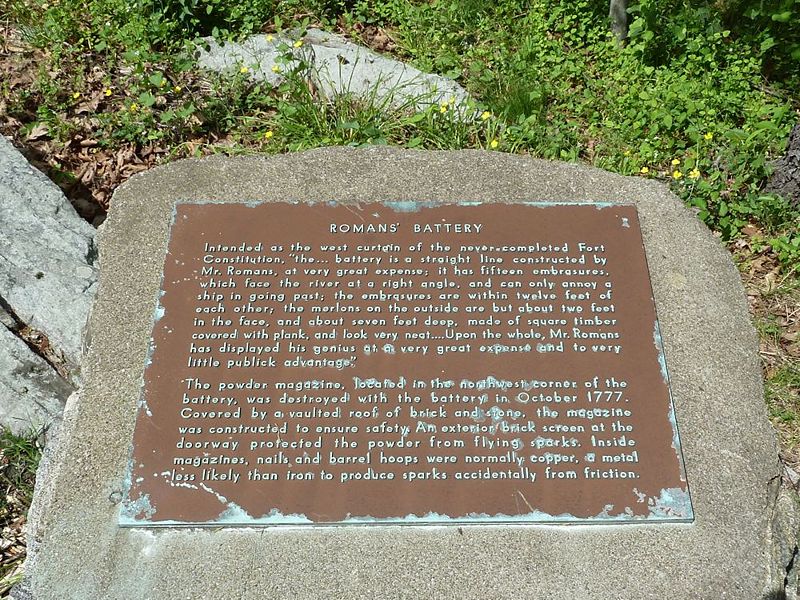 ROMANS' BATTERY
Intended as the west curtain of the never-completed Fort
Constitution, "the... battery is a straight line constructed by
Mr. Romans, at very great expense; it has fifteen embrasures,
which face the river at a right angle, and can only annoy a
ship in going past; the embrasures are within twelve feet of
each other; the merlons on the outside are but about two feet
in the face, and about seven feet deep, made of square timber
covered with plank, and look very neat....Upon the whole, Mr. Romans
has displayed his genius at a very great expense and to very
little publick advantage."
The powder magazine, located in the northwest corner of the
battery, was destroyed with the battery in October 1777.
Covered by a vaulted roof of brick and stone, the magazine
was constructed to ensure safety. An exterior brick screen at the
doorway protected the powder from flying sparks. Inside
magazines, nails and barrel hoops were normally copper, a metal
less likely than iron to produce sparks accidentally from friction.